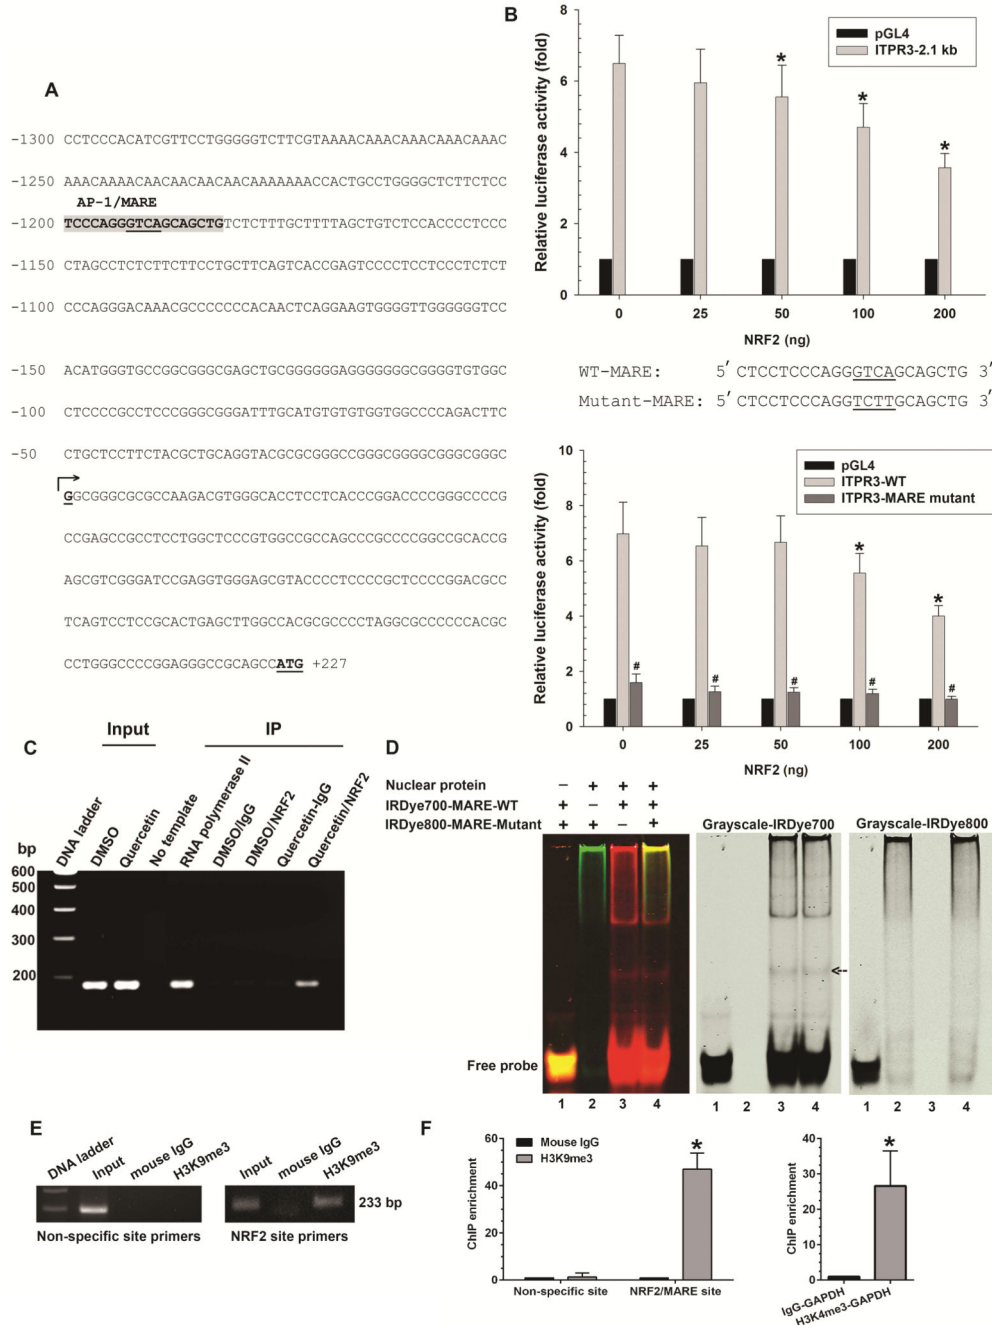 A
-1300 CCTCCCACATCGTTCCTGGGGGTCTTCGTAAAACAAACAAACAAACAAAC
-1250 AAACAAAACAACAACAACAACAAAAAAACCACTGCCTGGGGCTCTTCTCC
AP-1/MARE
-1200 TCCCAGGGTCAGCAGCTGTCTCTTTGCTTTTAGCTGTCTCCACCCCTCCC
-1150 CTAGCCTCTCTTCTTCCTGCTTCAGTCACCGAGTCCCCTCCTCCCTCTCT
-1100 CCCAGGGACAAACGCCCCCCCACAACTCAGGAAGTGGGGTTGGGGGGTCC
-150 ACATGGGTGCCGGCGGGCGAGCTGCGGGGGGAGGGGGGCGGGGTGTGGC
-100 CTCCCCGCCTCCCGGGCGGGATTTGCATGTGTGTGGTGGCCCCAGACTTC
-50 CTGCTCCTTCTACGCTGCAGGTACGCGCGGGCCGGGCGGGGCGGGCGGGC
GGCGGGCGCGCCAAGACGTGGGCACCTCCTCACCCGGACCCCGGGCCCCG
CCGAGCCGCCTCCTGGCTCCCGTGGCCGCCAGCCCGCCCCGGCCGCACCG
AGCGTCGGGATCCGAGGTGGGAGCGTACCCCTCCCCGCTCCCCGGACGCC
TCAGTCCTCCGCACTGAGCTTGGCCACGCGCCCCTAGGCGCCCCCCACGC
CCTGGGCCCCGGAGGGCCGCAGCCATG +227
B
Relative luciferase activity (fold)
8
6
4
2
0
pGL4
ITPR3-2.1 kb
* * *
0 25 50 100 200
NRF2 (ng)
WT-MARE: 5′ CTCCTCCCAGGGTCAGCAGCTG 3′
Mutant-MARE: 5′ CTCCTCCCAGGTCTTGCAGCTG 3′
Relative luciferase activity (fold)
10
8
6
4
2
0
pGL4
ITPR3-WT
ITPR3-MARE mutant
* *
# # # # #
0 25 50 100 200
NRF2 (ng)
C
Input IP
DNA ladder
DMSO
Quercetin
No template
RNA polymerase II
DMSO/IgG
DMSO/NRF2
Quercetin-IgG
Quercetin/NRF2
bp
600
500
400
300
200
D
Nuclear protein – + + +
IRDye700-MARE-WT + – + +
IRDye800-MARE-Mutant + + – +
Grayscale-IRDye700 Grayscale-IRDye800
Free probe
1 2 3 4 1 2 3 4 1 2 3 4
E
DNA ladder
Input
mouse IgG
H3K9me3
Input
mouse IgG
H3K9me3
233 bp
Non-specific site primers NRF2 site primers
F
ChIP enrichment
60
50
40
30
20
10
0
Mouse IgG
H3K9me3
*
Non-specific site NRF2/MARE site
ChIP enrichment
40
30
20
10
0
*
IgG-GAPDH
H3K4me3-GAPDH